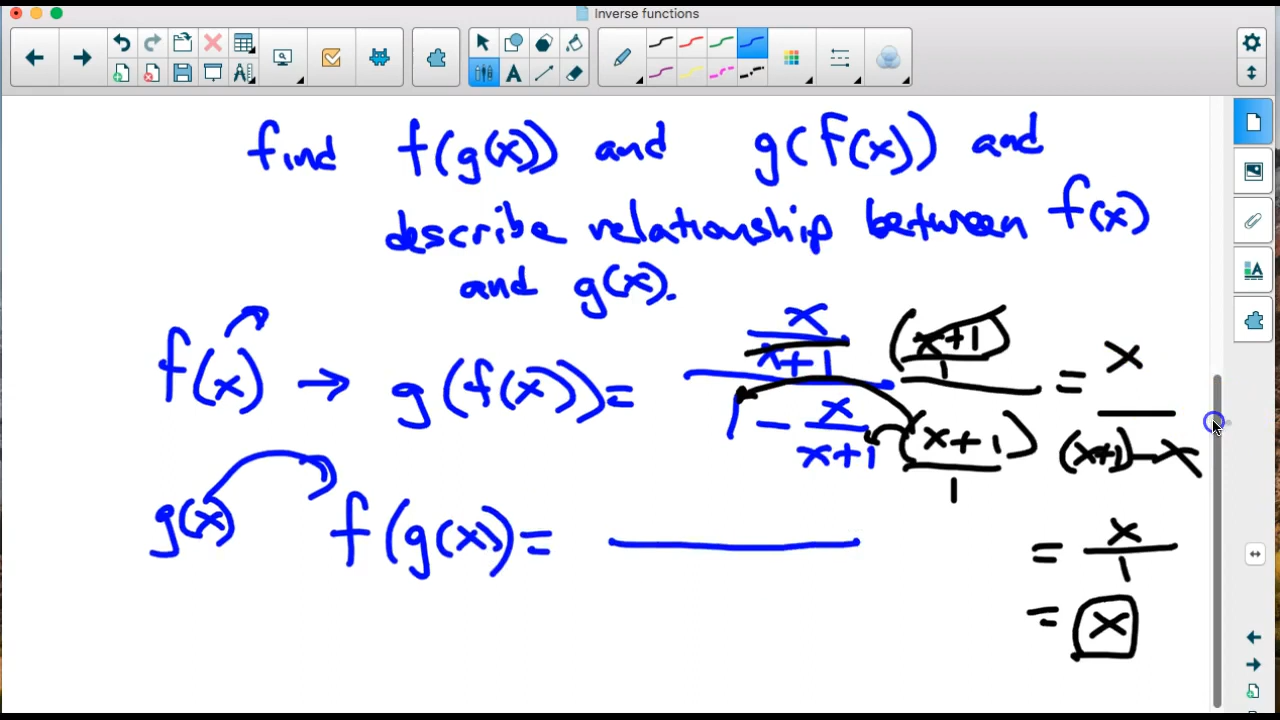 Inverse functions
find f(g(x)) and g(f(x)) and
describe relationship between f(x)
and g(x).
f(x) → g(f(x)) = (x/(x+1))/(1 - x/(x+1)) ((x+1)/1)/((x+1)/1) = x/((x+1) - x)
= x/1
= x
g(x) f(g(x)) =